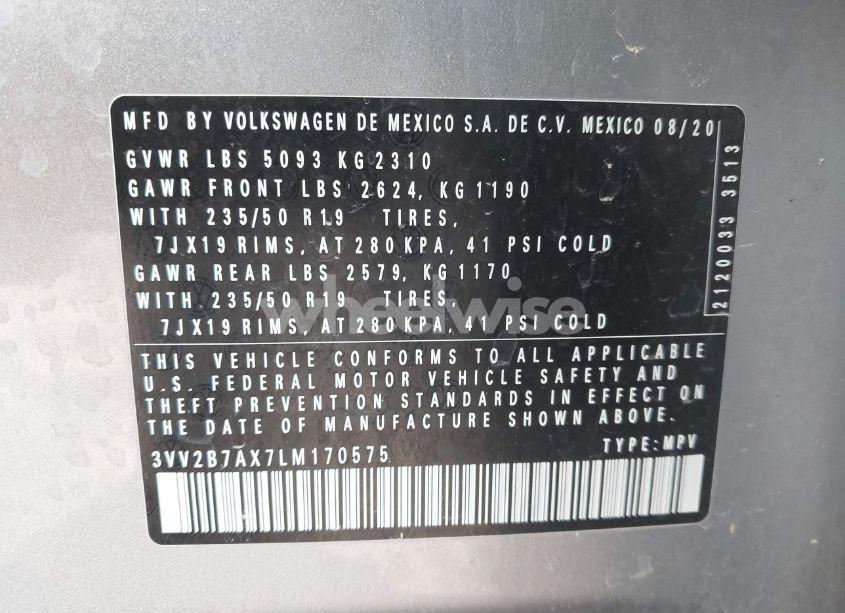 MFD BY VOLKSWAGEN DE MEXICO S.A. DE C.V. MEXICO 08/20
GVWR LBS 5093 KG 2310
GAWR FRONT LBS 2624, KG 1190
WITH 235/50 R19 TIRES,
7JX19 RIMS, AT 280 KPA, 41 PSI COLD
GAWR REAR LBS 2579, KG 1170
WITH 235/50 R19 TIRES,
7JX19 RIMS, AT 280 KPA, 41 PSI COLD
2120033 3513
THIS VEHICLE CONFORMS TO ALL APPLICABLE
U.S. FEDERAL MOTOR VEHICLE SAFETY AND
THEFT PREVENTION STANDARDS IN EFFECT ON
THE DATE OF MANUFACTURE SHOWN ABOVE.
3VV2B7AX7LM170575 TYPE:MPV
wheelwise